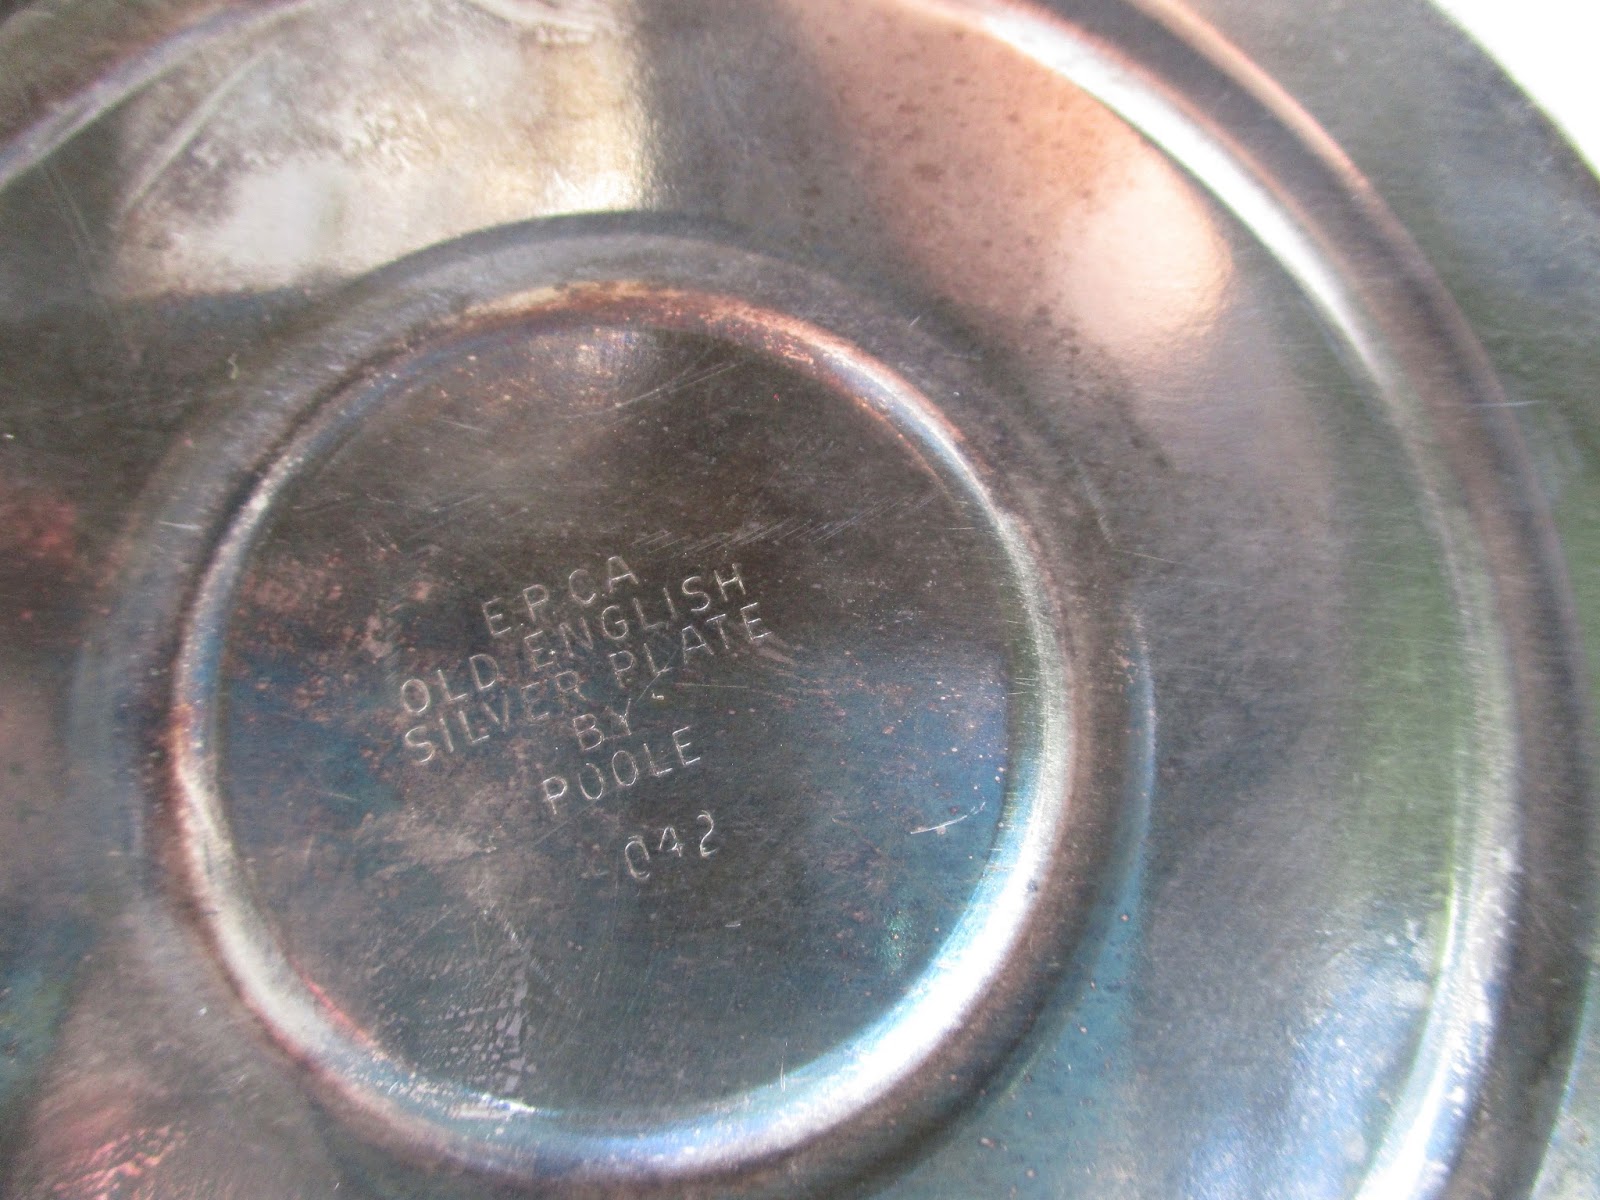 E.P.C.A
OLD ENGLISH
SILVER PLATE
BY
POOLE
042